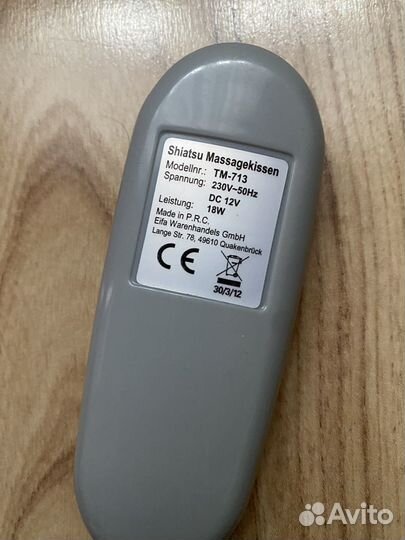 Shiatsu Massagekissen
Modellnr.: TM-713
Spannung: 230V~50Hz
DC 12V
Leistung: 18W
Made in P.R.C.
Eifa Warenhandels GmbH
Lange Str. 78, 49610 Quakenbrück
CE
30/3/12
Avito